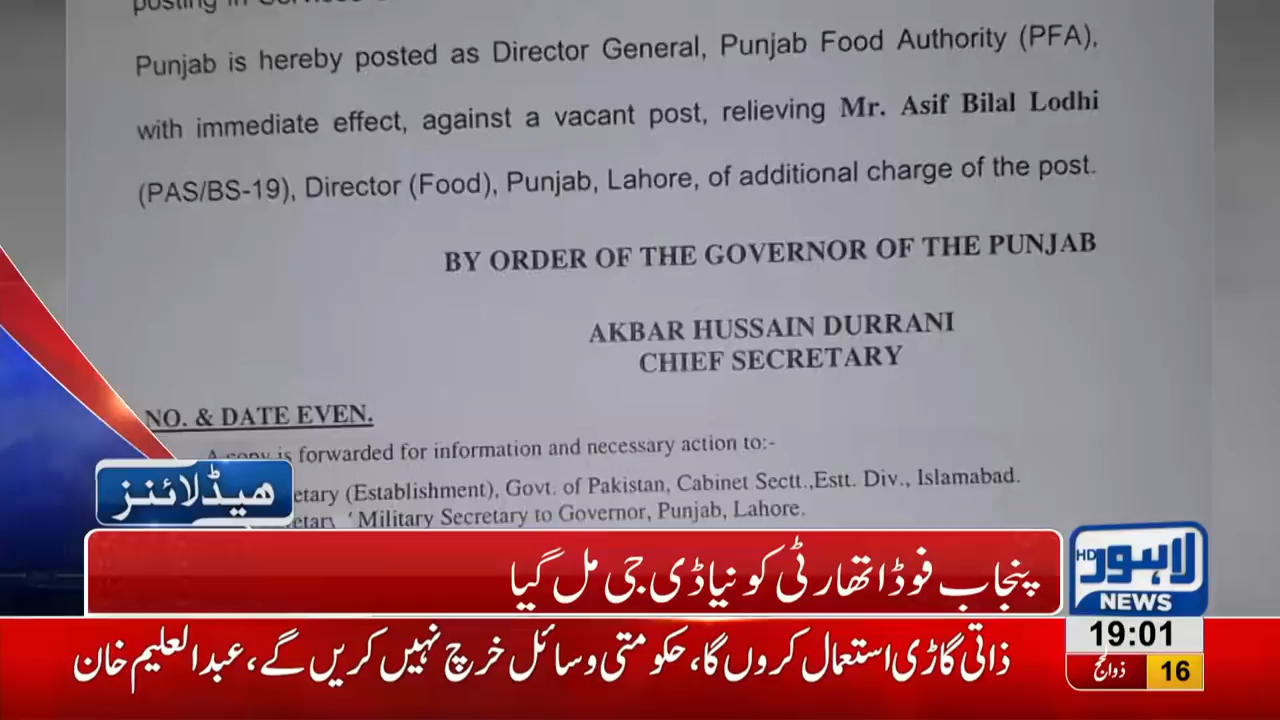 Punjab is hereby posted as Director General, Punjab Food Authority (PFA),
with immediate effect, against a vacant post, relieving Mr. Asif Bilal Lodhi
(PAS/BS-19), Director (Food), Punjab, Lahore, of additional charge of the post.
BY ORDER OF THE GOVERNOR OF THE PUNJAB
AKBAR HUSSAIN DURRANI
CHIEF SECRETARY
NO. & DATE EVEN.
A copy is forwarded for information and necessary action to:-
etary (Establishment), Govt. of Pakistan, Cabinet Sectt.,Estt. Div., Islamabad.
Military Secretary to Governor, Punjab, Lahore.
ہیڈلائنز
پنجاب فوڈ اتھارٹی کو نیا ڈی جی مل گیا
HD لاہور
NEWS
19:01
ذوالحج 16
ذاتی گاڑی استعمال کروں گا، حکومتی وسائل خرچ نہیں کریں گے، عبدالعلیم خان